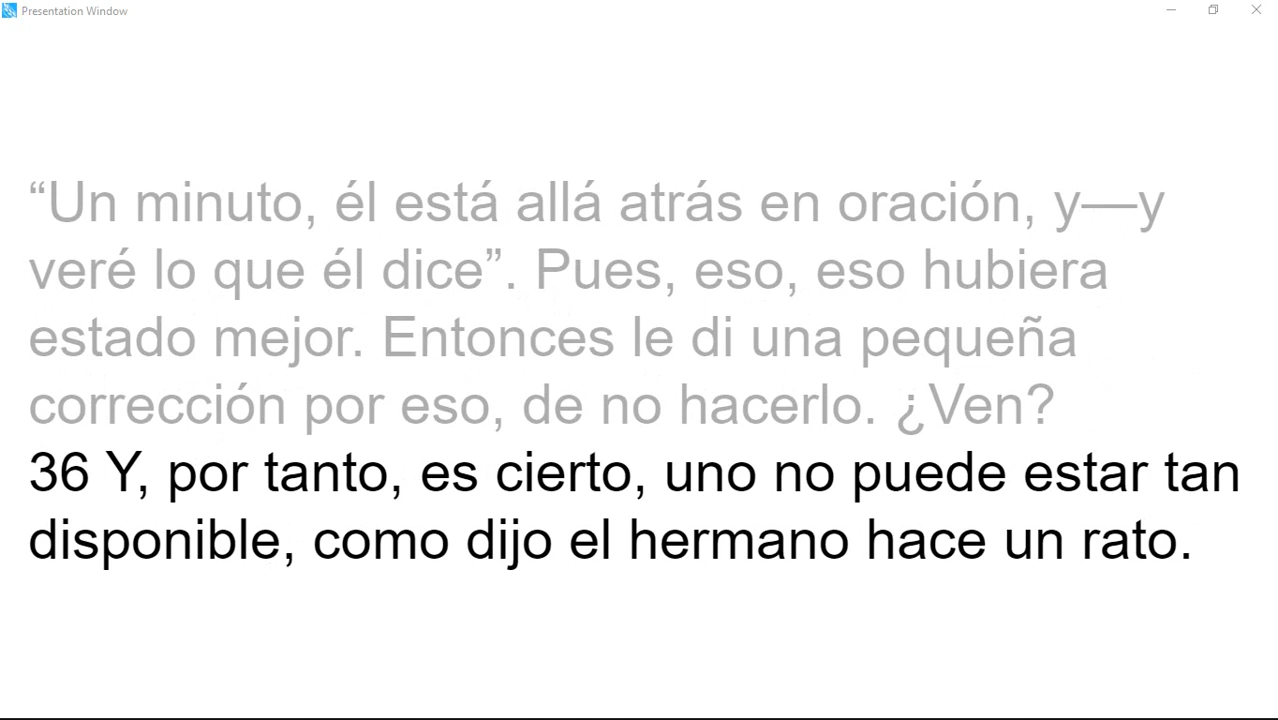 Presentation Window
“Un minuto, él está allá atrás en oración, y—y
veré lo que él dice”. Pues, eso, eso hubiera
estado mejor. Entonces le di una pequeña
corrección por eso, de no hacerlo. ¿Ven?
36 Y, por tanto, es cierto, uno no puede estar tan
disponible, como dijo el hermano hace un rato.